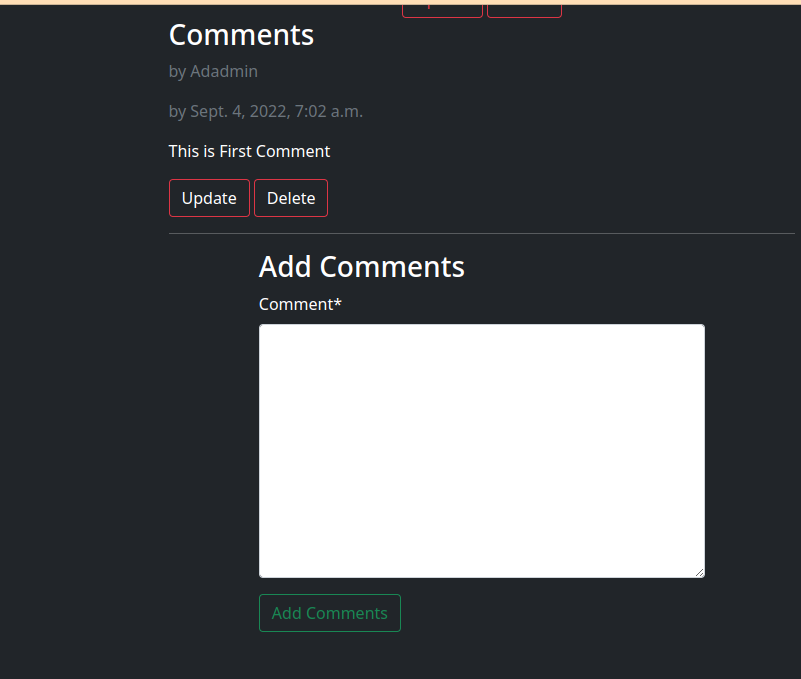 Comments
by Adadmin
by Sept. 4, 2022, 7:02 a.m.
This is First Comment
Update Delete
Add Comments
Comment*
Add Comments